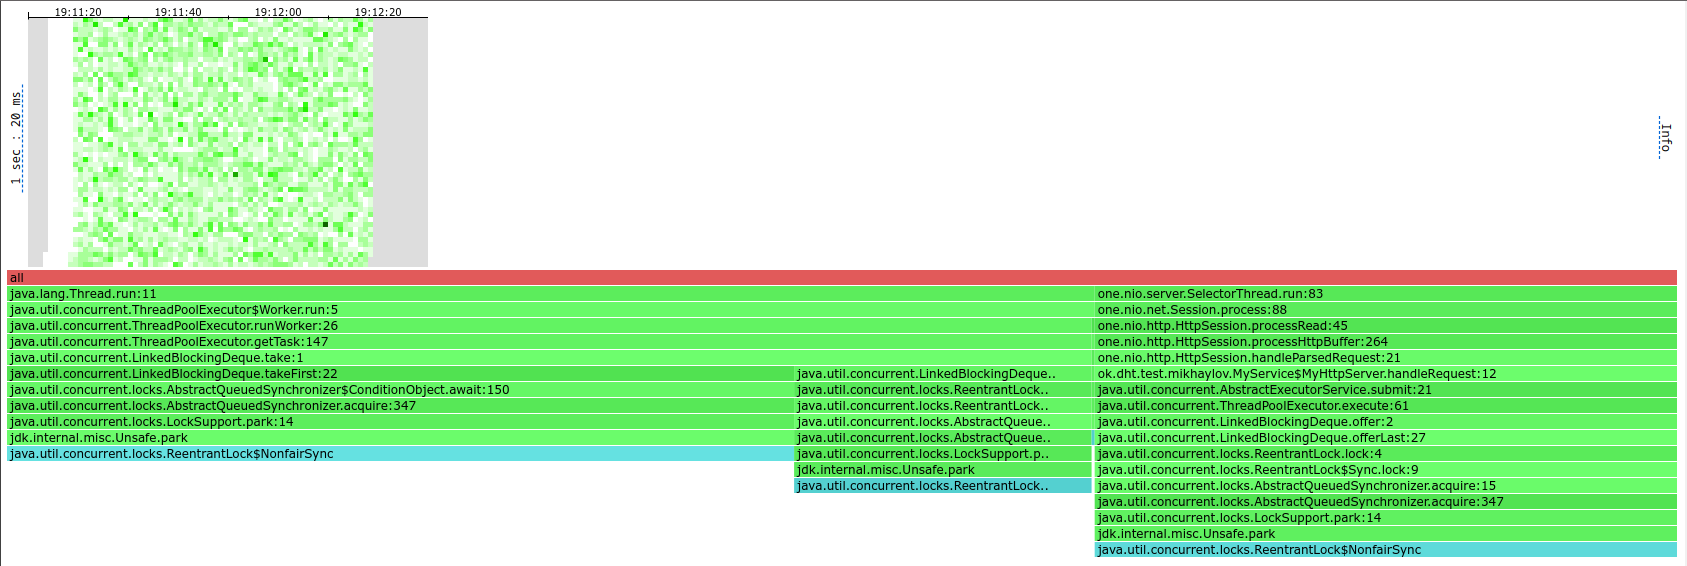 19:11:20 19:11:40 19:12:00 19:12:20
1 sec : 20 ms
Info
all
java.lang.Thread.run:11 one.nio.server.SelectorThread.run:83
java.util.concurrent.ThreadPoolExecutor$Worker.run:5 one.nio.net.Session.process:88
java.util.concurrent.ThreadPoolExecutor.runWorker:26 one.nio.http.HttpSession.processRead:45
java.util.concurrent.ThreadPoolExecutor.getTask:147 one.nio.http.HttpSession.processHttpBuffer:264
java.util.concurrent.LinkedBlockingDeque.take:1 one.nio.http.HttpSession.handleParsedRequest:21
java.util.concurrent.LinkedBlockingDeque.takeFirst:22 java.util.concurrent.LinkedBlockingDeque.. ok.dht.test.mikhaylov.MyService$MyHttpServer.handleRequest:12
java.util.concurrent.locks.AbstractQueuedSynchronizer$ConditionObject.await:150 java.util.concurrent.locks.ReentrantLock.. java.util.concurrent.AbstractExecutorService.submit:21
java.util.concurrent.locks.AbstractQueuedSynchronizer.acquire:347 java.util.concurrent.locks.ReentrantLock.. java.util.concurrent.ThreadPoolExecutor.execute:61
java.util.concurrent.locks.LockSupport.park:14 java.util.concurrent.locks.AbstractQueue.. java.util.concurrent.LinkedBlockingDeque.offer:2
jdk.internal.misc.Unsafe.park java.util.concurrent.locks.AbstractQueue.. java.util.concurrent.LinkedBlockingDeque.offerLast:27
java.util.concurrent.locks.ReentrantLock$NonfairSync java.util.concurrent.locks.LockSupport.p.. java.util.concurrent.locks.ReentrantLock.lock:4
jdk.internal.misc.Unsafe.park java.util.concurrent.locks.ReentrantLock$Sync.lock:9
java.util.concurrent.locks.ReentrantLock.. java.util.concurrent.locks.AbstractQueuedSynchronizer.acquire:15
java.util.concurrent.locks.AbstractQueuedSynchronizer.acquire:347
java.util.concurrent.locks.LockSupport.park:14
jdk.internal.misc.Unsafe.park
java.util.concurrent.locks.ReentrantLock$NonfairSync